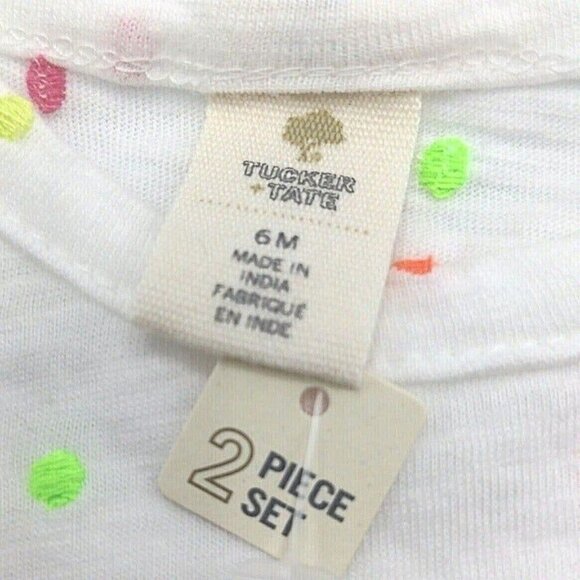 TUCKER
+ TATE
6 M
MADE IN
INDIA
FABRIQUÉ
EN INDE
2 PIECE
SET